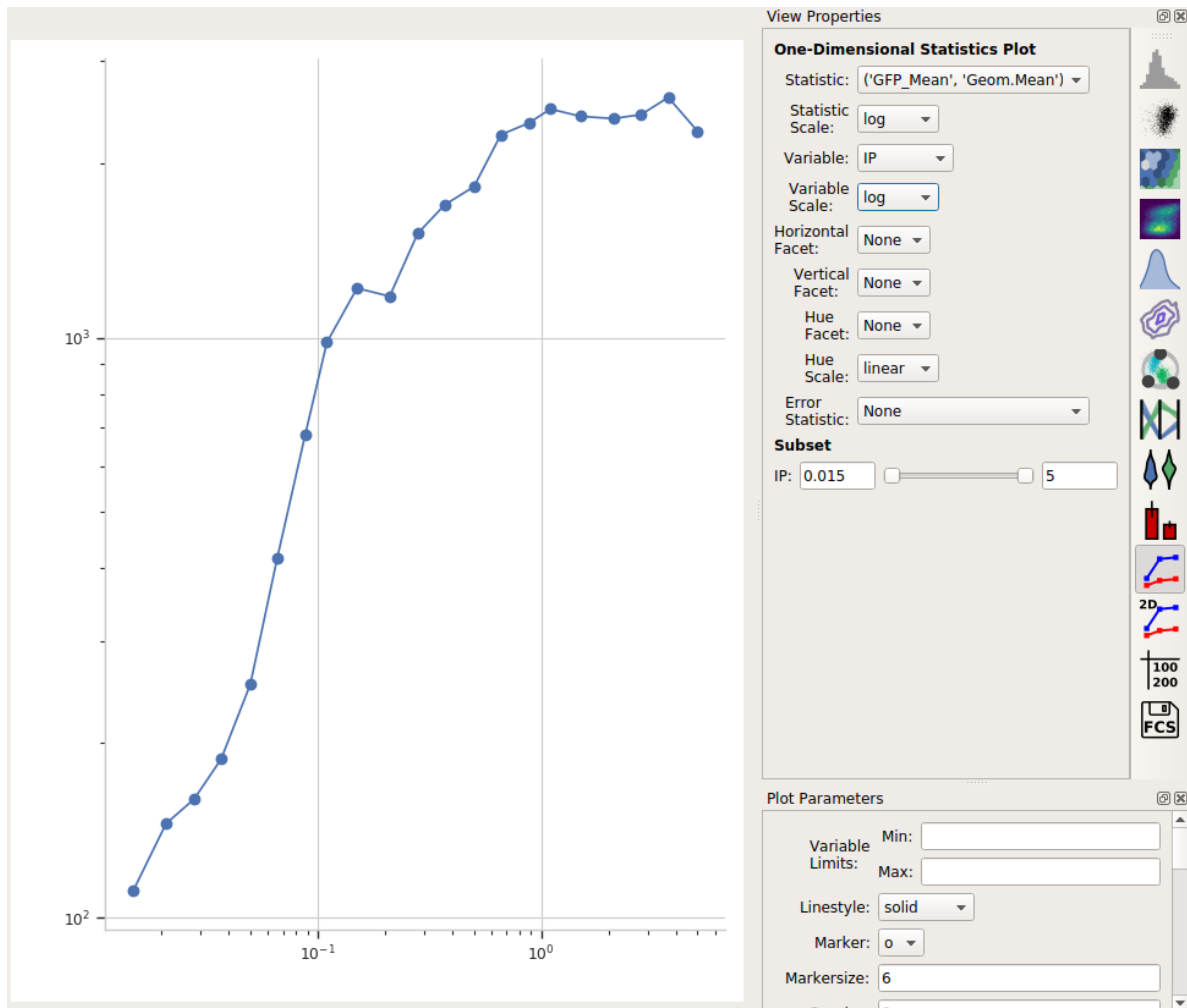 View Properties
One-Dimensional Statistics Plot
Statistic: ('GFP_Mean', 'Geom.Mean')
Statistic
Scale: log
Variable: IP
Variable
Scale: log
Horizontal
Facet: None
Vertical
Facet: None
Hue
Facet: None
Hue
Scale: linear
Error
Statistic: None
Subset
IP: 0.015 5
2D
100
200
FCS
10³
10²
10⁻¹
10⁰
Plot Parameters
Variable
Limits:
Min:
Max:
Linestyle: solid
Marker: o
Markersize: 6